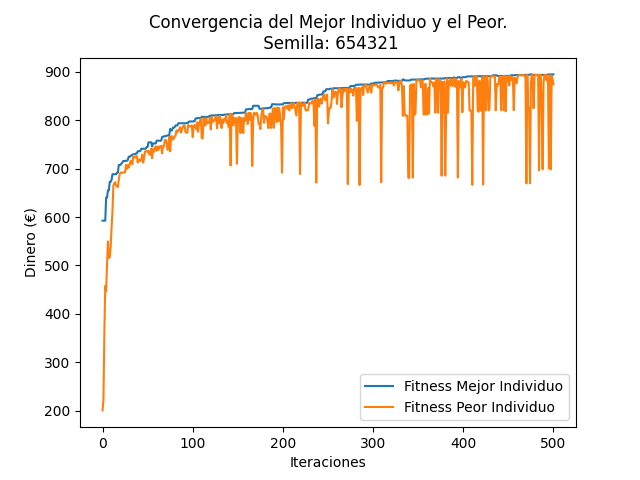 Convergencia del Mejor Individuo y el Peor.
Semilla: 654321
900
800
700
600
500
400
300
200
Dinero (€)
0
100
200
300
400
500
Iteraciones
Fitness Mejor Individuo
Fitness Peor Individuo